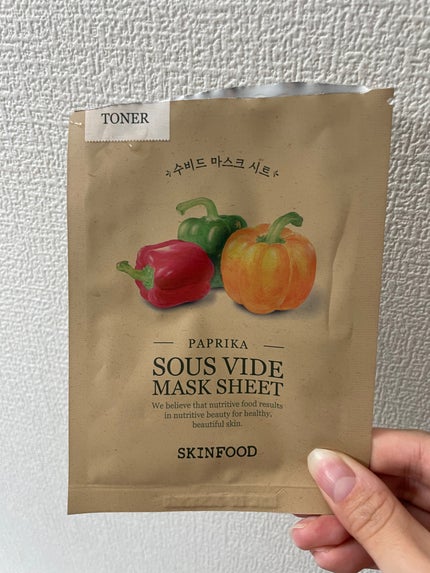 TONER
수비드 마스크 시트
PAPRIKA
SOUS VIDE
MASK SHEET
We believe that nutritive food results
in nutritive beauty for healthy,
beautiful skin.
SKINFOOD